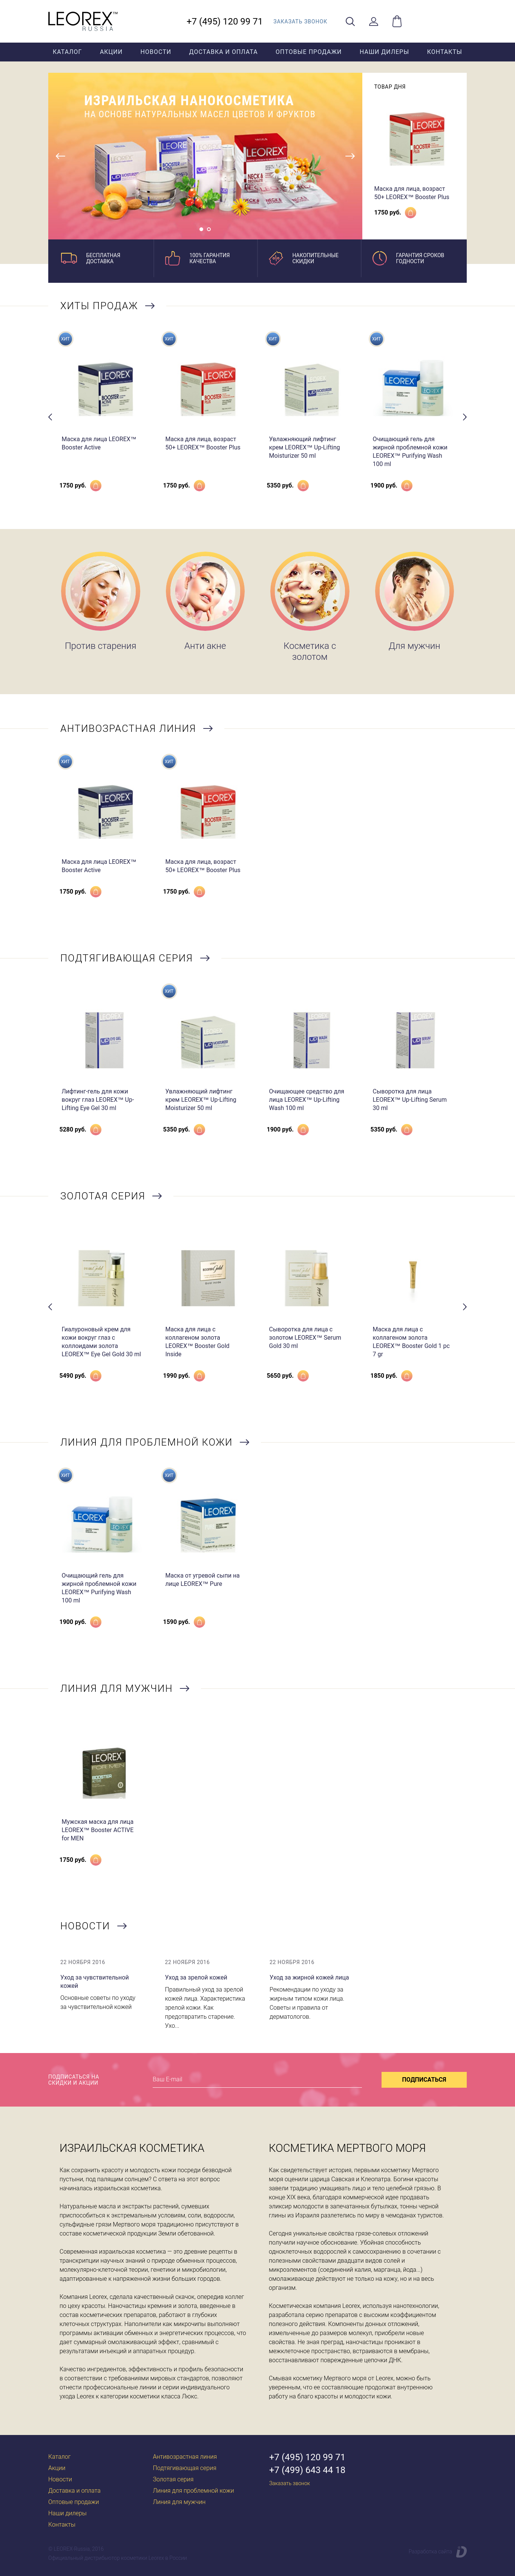 LEOREX™
RUSSIA
+7 (495) 120 99 71
ЗАКАЗАТЬ ЗВОНОК
КАТАЛОГ
АКЦИИ
НОВОСТИ
ДОСТАВКА И ОПЛАТА
ОПТОВЫЕ ПРОДАЖИ
НАШИ ДИЛЕРЫ
КОНТАКТЫ
ИЗРАИЛЬСКАЯ НАНОКОСМЕТИКА
НА ОСНОВЕ НАТУРАЛЬНЫХ МАСЕЛ ЦВЕТОВ И ФРУКТОВ
ТОВАР ДНЯ
Маска для лица, возраст
50+ LEOREX™ Booster Plus
1750 руб.
БЕСПЛАТНАЯ
ДОСТАВКА
100% ГАРАНТИЯ
КАЧЕСТВА
НАКОПИТЕЛЬНЫЕ
СКИДКИ
ГАРАНТИЯ СРОКОВ
ГОДНОСТИ
ХИТЫ ПРОДАЖ
ХИТ
ХИТ
ХИТ
ХИТ
Маска для лица LEOREX™
Booster Active
1750 руб.
Маска для лица, возраст
50+ LEOREX™ Booster Plus
1750 руб.
Увлажняющий лифтинг
крем LEOREX™ Up-Lifting
Moisturizer 50 ml
5350 руб.
Очищающий гель для
жирной проблемной кожи
LEOREX™ Purifying Wash
100 ml
1900 руб.
Против старения
Анти акне
Косметика с
золотом
Для мужчин
АНТИВОЗРАСТНАЯ ЛИНИЯ
ХИТ
ХИТ
Маска для лица LEOREX™
Booster Active
1750 руб.
Маска для лица, возраст
50+ LEOREX™ Booster Plus
1750 руб.
ПОДТЯГИВАЮЩАЯ СЕРИЯ
ХИТ
Лифтинг-гель для кожи
вокруг глаз LEOREX™ Up-
Lifting Eye Gel 30 ml
5280 руб.
Увлажняющий лифтинг
крем LEOREX™ Up-Lifting
Moisturizer 50 ml
5350 руб.
Очищающее средство для
лица LEOREX™ Up-Lifting
Wash 100 ml
1900 руб.
Сыворотка для лица
LEOREX™ Up-Lifting Serum
30 ml
5350 руб.
ЗОЛОТАЯ СЕРИЯ
Гиалуроновый крем для
кожи вокруг глаз с
коллоидами золота
LEOREX™ Eye Gel Gold 30 ml
5490 руб.
Маска для лица с
коллагеном золота
LEOREX™ Booster Gold
Inside
1990 руб.
Сыворотка для лица с
золотом LEOREX™ Serum
Gold 30 ml
5650 руб.
Маска для лица с
коллагеном золота
LEOREX™ Booster Gold 1 pc
7 gr
1850 руб.
ЛИНИЯ ДЛЯ ПРОБЛЕМНОЙ КОЖИ
ХИТ
ХИТ
Очищающий гель для
жирной проблемной кожи
LEOREX™ Purifying Wash
100 ml
1900 руб.
Маска от угревой сыпи на
лице LEOREX™ Pure
1590 руб.
ЛИНИЯ ДЛЯ МУЖЧИН
Мужская маска для лица
LEOREX™ Booster ACTIVE
for MEN
1750 руб.
НОВОСТИ
22 НОЯБРЯ 2016
Уход за чувствительной
кожей
Основные советы по уходу
за чувствительной кожей
22 НОЯБРЯ 2016
Уход за зрелой кожей
Правильный уход за зрелой
кожей лица. Характеристика
зрелой кожи. Как
предотвратить старение.
Ухо...
22 НОЯБРЯ 2016
Уход за жирной кожей лица
Рекомендации по уходу за
жирным типом кожи лица.
Советы и правила от
дерматологов.
ПОДПИСАТЬСЯ НА
СКИДКИ И АКЦИИ
Ваш E-mail
ПОДПИСАТЬСЯ
ИЗРАИЛЬСКАЯ КОСМЕТИКА
Как сохранить красоту и молодость кожи посреди безводной
пустыни, под палящим солнцем? С ответа на этот вопрос
начиналась израильская косметика.
Натуральные масла и экстракты растений, сумевших
приспособиться к экстремальным условиям, соли, водоросли,
сульфидные грязи Мертвого моря традиционно присутствуют в
составе косметической продукции Земли обетованной.
Современная израильская косметика — это древние рецепты в
транскрипции научных знаний о природе обменных процессов,
молекулярно-клеточной теории, генетики и микробиологии,
адаптированные к напряженной жизни больших городов.
Компания Leorex, сделала качественный скачок, опередив коллег
по цеху красоты. Наночастицы кремния и золота, введенные в
состав косметических препаратов, работают в глубоких
клеточных структурах. Наполнители как микрочипы выполняют
программы активации обменных и энергетических процессов, что
дает суммарный омолаживающий эффект, сравнимый с
результатами инъекций и аппаратных процедур.
Качество ингредиентов, эффективность и профиль безопасности
в соответствии с требованиями мировых стандартов, позволяют
отнести профессиональные линии и серии индивидуального
ухода Leorex к категории косметики класса Люкс.
КОСМЕТИКА МЕРТВОГО МОРЯ
Как свидетельствует история, первыми косметику Мертвого
моря оценили царица Савская и Клеопатра. Богини красоты
завели традицию умащивать лицо и тело целебной грязью. В
конце XIX века, благодаря коммерческой идее продавать
эликсир молодости в запечатанных бутылках, тонны черной
глины из Израиля разлетелись по миру в чемоданах туристов.
Сегодня уникальные свойства грязе-солевых отложений
получили научное обоснование. Убойная способность
одноклеточных водорослей к самосохранению в сочетании с
полезными свойствами двадцати видов солей и
микроэлементов (соединений калия, марганца, йода...)
омолаживающе действуют не только на кожу, но и на весь
организм.
Косметическая компания Leorex, используя нанотехнологии,
разработала серию препаратов с высоким коэффициентом
полезного действия. Компоненты донных отложений,
измельченные до размеров молекул, приобрели новые
свойства. Не зная преград, наночастицы проникают в
межклеточное пространство, встраиваются в мембраны,
восстанавливают поврежденные цепочки ДНК.
Смывая косметику Мертвого моря от Leorex, можно быть
уверенным, что ее составляющие продолжат внутреннюю
работу на благо красоты и молодости кожи.
Каталог
Акции
Новости
Доставка и оплата
Оптовые продажи
Наши дилеры
Контакты
Антивозрастная линия
Подтягивающая серия
Золотая серия
Линия для проблемной кожи
Линия для мужчин
+7 (495) 120 99 71
+7 (499) 643 44 18
Заказать звонок